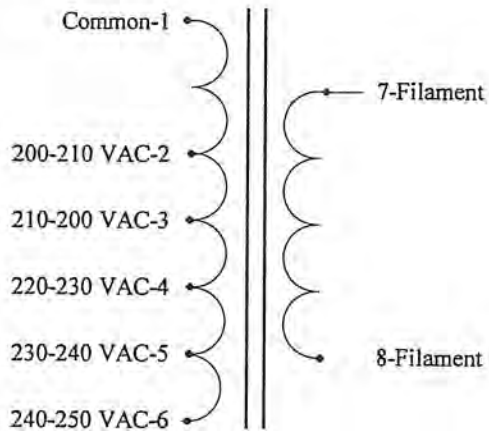 Common-1
7-Filament
200-210 VAC-2
210-200 VAC-3
220-230 VAC-4
230-240 VAC-5
8-Filament
240-250 VAC-6